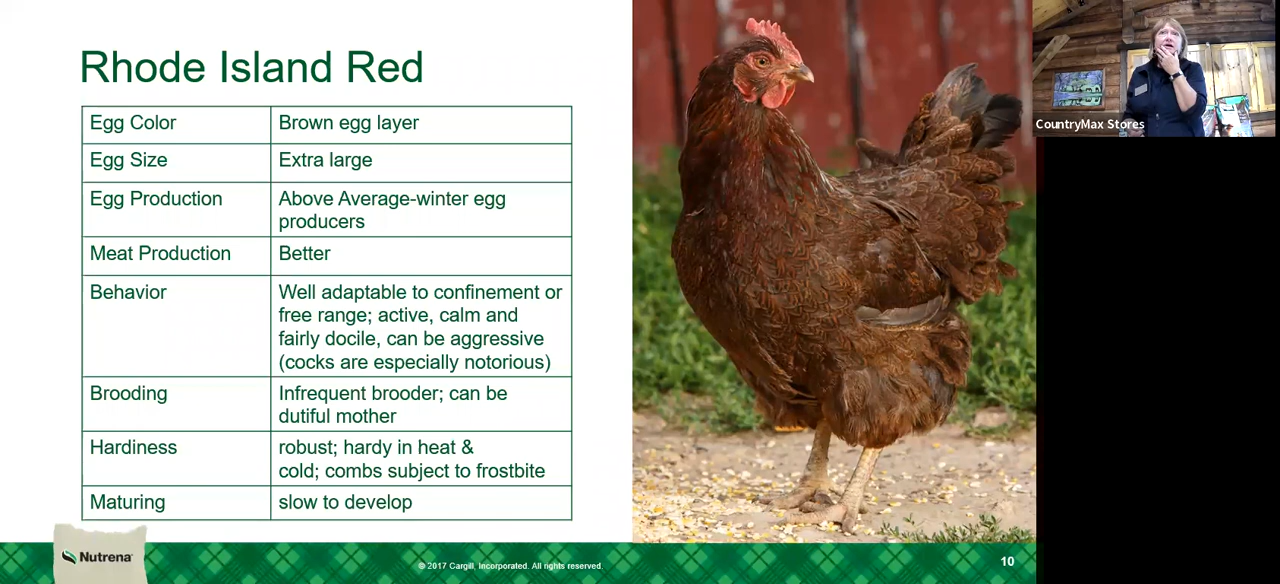 Rhode Island Red
Egg Color
Brown egg layer
Egg Size
Extra large
Egg Production
Above Average-winter egg
producers
Meat Production
Better
Behavior
Well adaptable to confinement or
free range; active, calm and
fairly docile, can be aggressive
(cocks are especially notorious)
Brooding
Infrequent brooder; can be
dutiful mother
Hardiness
robust; hardy in heat &
cold; combs subject to frostbite
Maturing
slow to develop
Nutrena
© 2017 Cargill, Incorporated. All rights reserved.
10
CountryMax Stores